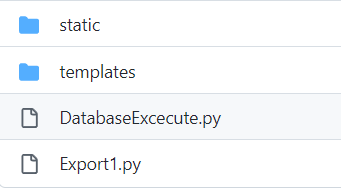 static
templates
DatabaseExcecute.py
Export1.py